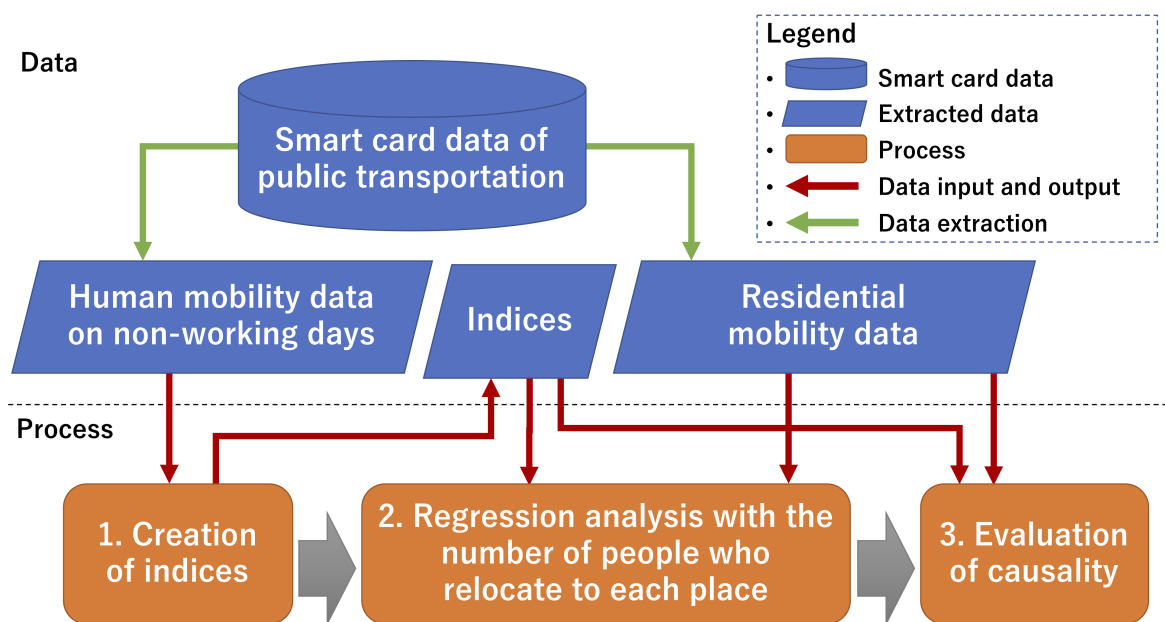 Data
Smart card data of
public transportation
Legend
• Smart card data
• Extracted data
• Process
• Data input and output
• Data extraction
Human mobility data
on non-working days
Indices
Residential
mobility data
Process
1. Creation
of indices
2. Regression analysis with the
number of people who
relocate to each place
3. Evaluation
of causality